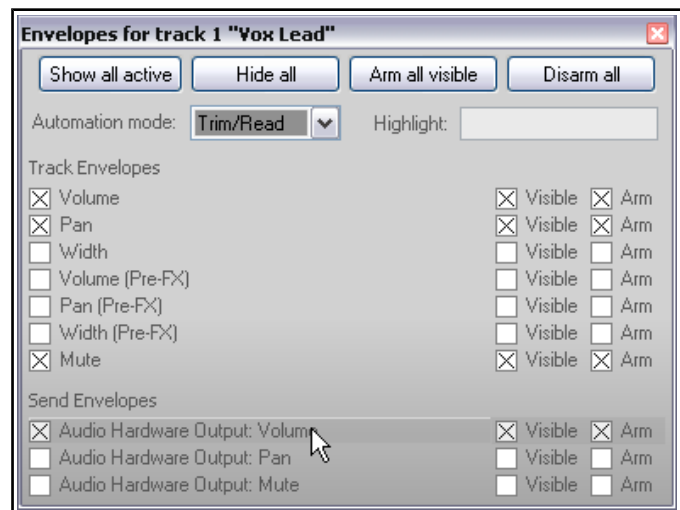 Envelopes for track 1 "Vox Lead"
Show all active Hide all Arm all visible Disarm all
Automation mode: Trim/Read Highlight:
Track Envelopes
Volume Visible Arm
Pan Visible Arm
Width Visible Arm
Volume (Pre-FX) Visible Arm
Pan (Pre-FX) Visible Arm
Width (Pre-FX) Visible Arm
Mute Visible Arm
Send Envelopes
Audio Hardware Output: Volume Visible Arm
Audio Hardware Output: Pan Visible Arm
Audio Hardware Output: Mute Visible Arm